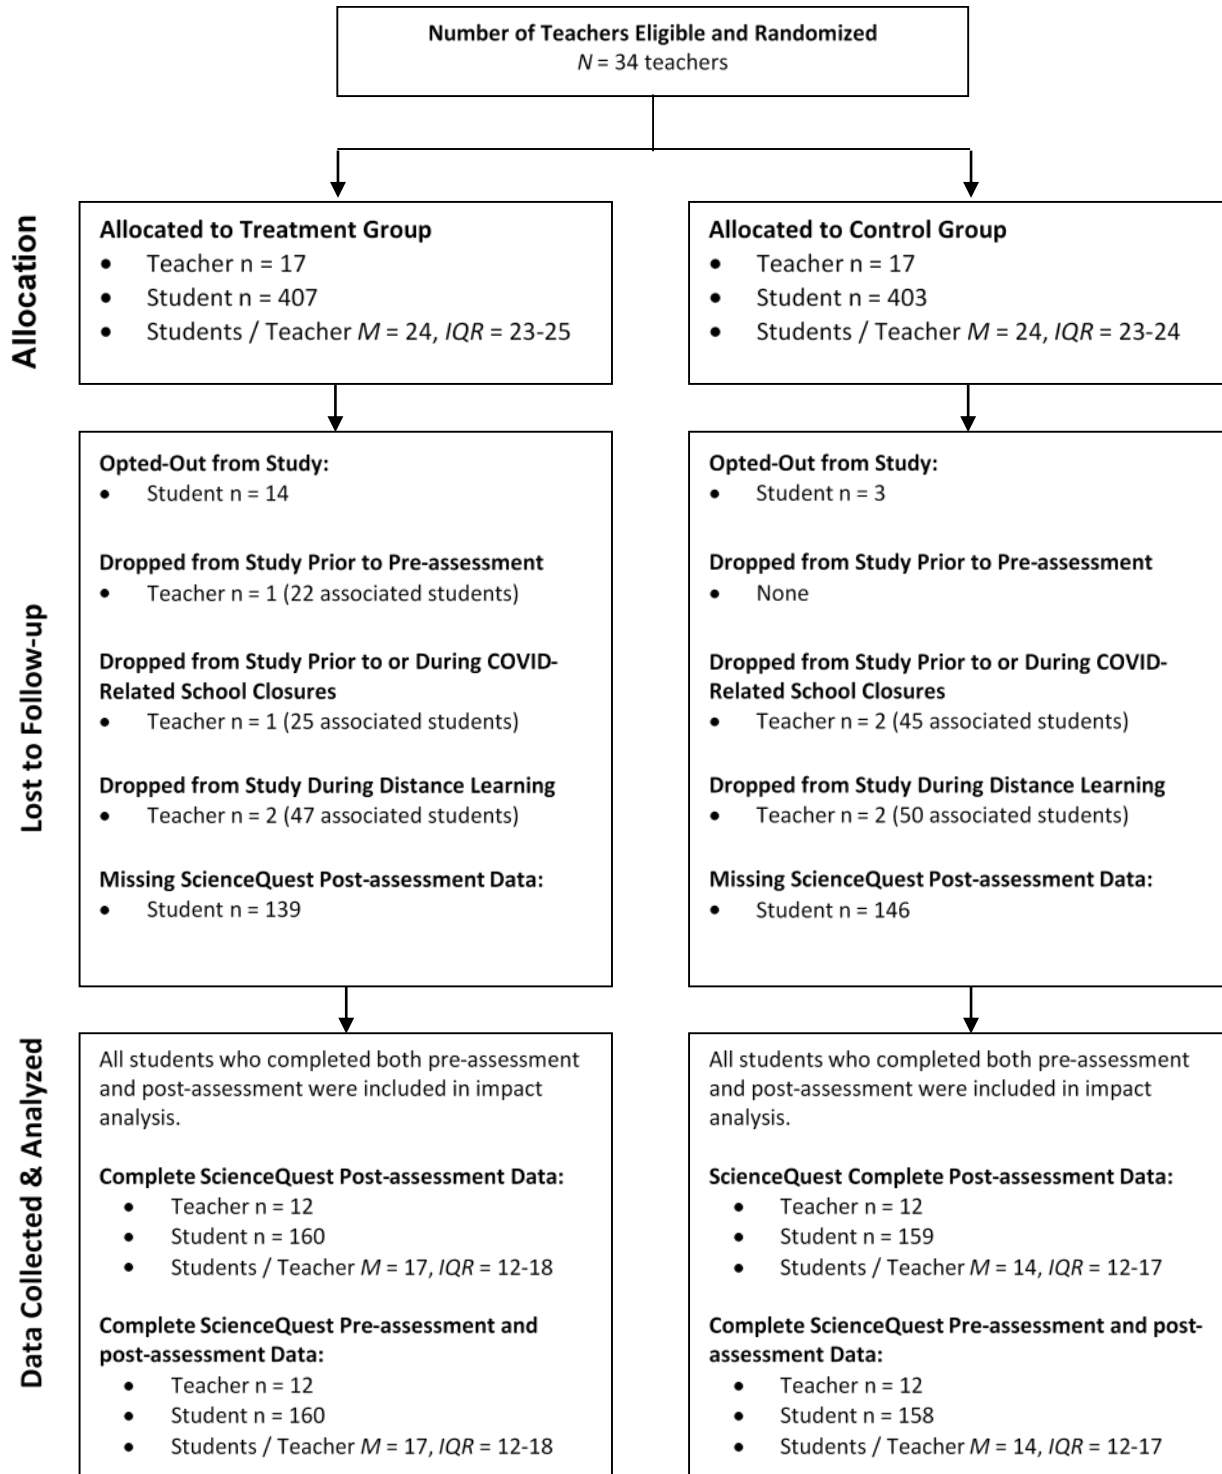 Number of Teachers Eligible and Randomized
N = 34 teachers
Allocation
Allocated to Treatment Group
• Teacher n = 17
• Student n = 407
• Students / Teacher M = 24, IQR = 23-25
Allocated to Control Group
• Teacher n = 17
• Student n = 403
• Students / Teacher M = 24, IQR = 23-24
Lost to Follow-up
Opted-Out from Study:
• Student n = 14
Dropped from Study Prior to Pre-assessment
• Teacher n = 1 (22 associated students)
Dropped from Study Prior to or During COVID-
Related School Closures
• Teacher n = 1 (25 associated students)
Dropped from Study During Distance Learning
• Teacher n = 2 (47 associated students)
Missing ScienceQuest Post-assessment Data:
• Student n = 139
Opted-Out from Study:
• Student n = 3
Dropped from Study Prior to Pre-assessment
• None
Dropped from Study Prior to or During COVID-
Related School Closures
• Teacher n = 2 (45 associated students)
Dropped from Study During Distance Learning
• Teacher n = 2 (50 associated students)
Missing ScienceQuest Post-assessment Data:
• Student n = 146
Data Collected & Analyzed
All students who completed both pre-assessment
and post-assessment were included in impact
analysis.
Complete ScienceQuest Post-assessment Data:
• Teacher n = 12
• Student n = 160
• Students / Teacher M = 17, IQR = 12-18
Complete ScienceQuest Pre-assessment and
post-assessment Data:
• Teacher n = 12
• Student n = 160
• Students / Teacher M = 17, IQR = 12-18
All students who completed both pre-assessment
and post-assessment were included in impact
analysis.
ScienceQuest Complete Post-assessment Data:
• Teacher n = 12
• Student n = 159
• Students / Teacher M = 14, IQR = 12-17
Complete ScienceQuest Pre-assessment and post-
assessment Data:
• Teacher n = 12
• Student n = 158
• Students / Teacher M = 14, IQR = 12-17